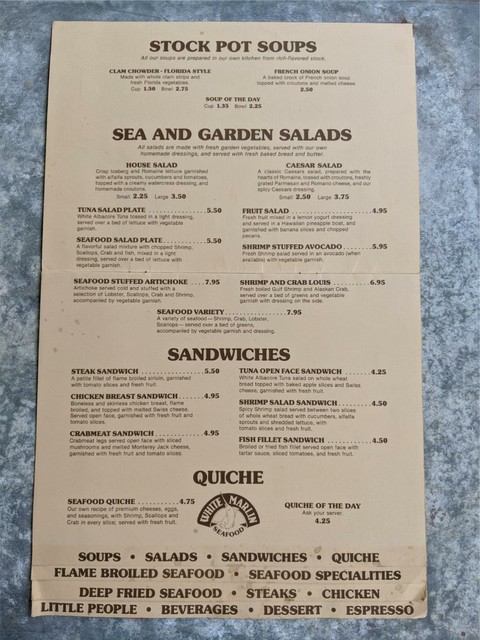 STOCK POT SOUPS
All our soups are prepared in our own kitchen from rich-flavored stock.
CLAM CHOWDER - FLORIDA STYLE
Made with whole clam strips and
fresh Florida vegetables.
Cup 1.50 Bowl 2.75
FRENCH ONION SOUP
A baked crock of French onion soup
topped with croutons and melted cheese.
2.50
SOUP OF THE DAY
Cup 1.35 Bowl 2.25
SEA AND GARDEN SALADS
All salads are made with fresh garden vegetables, served with our own
homemade dressings, and served with fresh baked bread and butter.
HOUSE SALAD
Crisp iceberg and Romaine lettuce garnished
with alfalfa sprouts, cucumbers and tomatoes,
topped with a creamy watercress dressing, and
homemade croutons.
Small 2.25 Large 3.50
CAESAR SALAD
A classic Caesars salad, prepared with the
hearts of Romaine, tossed with croutons, freshly
grated Parmesan and Romano cheese, and our
spicy Caesars dressing.
Small 2.50 Large 3.75
TUNA SALAD PLATE ..........5.50
White Albacore Tuna tossed in a light dressing,
served over a bed of lettuce with vegetable
garnish.
SEAFOOD SALAD PLATE ..........5.50
A flavorful salad mixture with chopped Shrimp,
Scallops, Crab and fish, mixed in a light
dressing, served over a bed of lettuce with
vegetable garnish.
FRUIT SALAD ..........4.95
Fresh fruit mixed in a lemon yogurt dressing
and served in a Hawaiian pineapple boat and
garnished with banana slices and chopped
pecans.
SHRIMP STUFFED AVOCADO ..........5.95
Fresh Shrimp salad served in an avocado (when
available) with vegetable garnish.
SEAFOOD STUFFED ARTICHOKE ....7.95
Artichoke served cold and stuffed with a
selection of Lobster, Scallops, Crab and Shrimp,
accompanied by vegetable garnish.
SHRIMP AND CRAB LOUIS ..........6.95
Fresh boiled Gulf Shrimp and Alaskan Crab,
served over a bed of greens and vegetable
garnish with dressing on the side.
SEAFOOD VARIETY ..........7.95
A variety of seafood — Shrimp, Crab, Lobster,
Scallops — served over a bed of greens,
accompanied by vegetable garnish and dressing.
SANDWICHES
STEAK SANDWICH ..........5.50
A petite fillet of flame broiled sirloin, garnished
with tomato slices and fresh fruit.
CHICKEN BREAST SANDWICH ......4.95
Boneless and skinless chicken breast, flame
broiled, and topped with melted Swiss cheese.
Served open face, garnished with fresh fruit and
tomato slices.
CRABMEAT SANDWICH ..........4.95
Crabmeat legs served open face with sliced
mushrooms and melted Monterey Jack cheese,
garnished with fresh fruit and tomato slices.
TUNA OPEN FACE SANDWICH ....4.25
White Albacore Tuna salad on whole wheat
bread topped with baked apple slices and Swiss
cheese, garnished with fresh fruit.
SHRIMP SALAD SANDWICH ......4.50
Spicy Shrimp salad served between two slices
of whole wheat bread with cucumbers, alfalfa
sprouts and shredded lettuce, with
tomato slices and fresh fruit.
FISH FILLET SANDWICH ..........4.50
Broiled or fried fish fillet served open face with
tartar sauce, sliced tomatoes, and fresh fruit.
QUICHE
SEAFOOD QUICHE ..........4.75
Our own recipe of premium cheeses, eggs,
and seasonings, with Shrimp, Scallops and
Crab in every slice; served with fresh fruit.
WHITE MARLIN
SEAFOOD
QUICHE OF THE DAY
Ask your server.
4.25
SOUPS • SALADS • SANDWICHES • QUICHE
FLAME BROILED SEAFOOD • SEAFOOD SPECIALITIES
DEEP FRIED SEAFOOD • STEAKS • CHICKEN
LITTLE PEOPLE • BEVERAGES • DESSERT • ESPRESSO